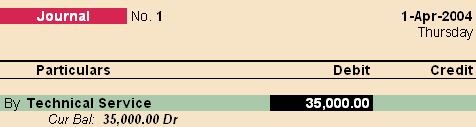 Journal No. 1 1-Apr-2004
Thursday
Particulars Debit Credit
By Technical Service 35,000.00
Cur Bal: 35,000.00 Dr